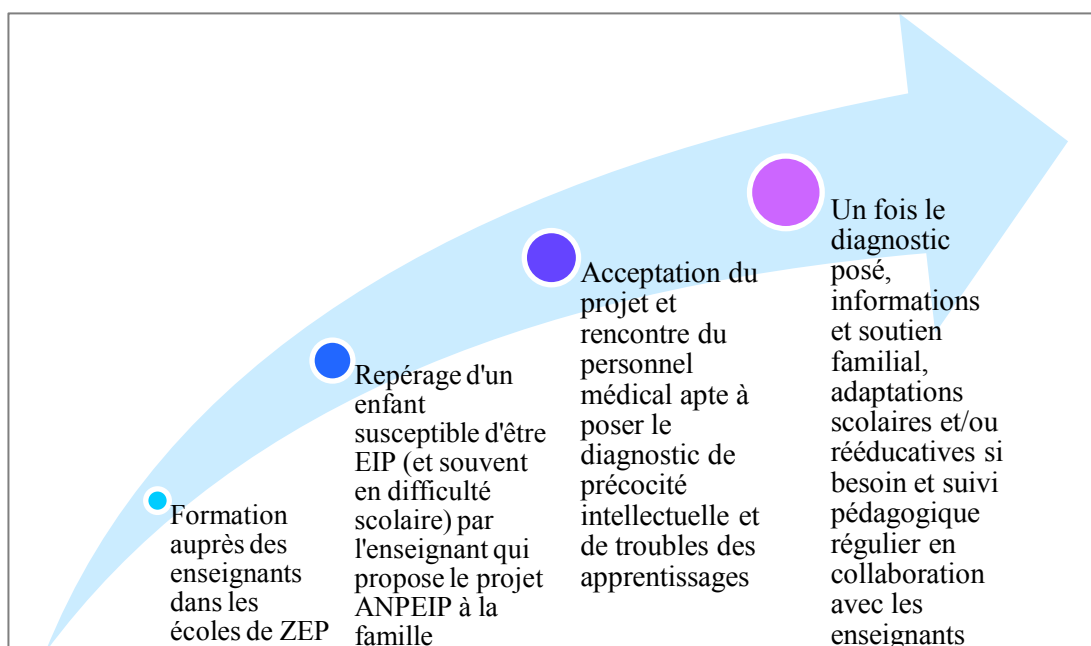 Formation
auprès des
enseignants
dans les
écoles de ZEP
Repérage d'un
enfant
susceptible d'être
EIP (et souvent
en difficulté
scolaire) par
l'enseignant qui
propose le projet
ANPEIP à la
famille
Acceptation du
projet et
rencontre du
personnel
médical apte à
poser le
diagnostic de
précocité
intellectuelle et
de troubles des
apprentissages
Un fois le
diagnostic
posé,
informations
et soutien
familial,
adaptations
scolaires et/ou
rééducatives si
besoin et suivi
pédagogique
régulier en
collaboration
avec les
enseignants